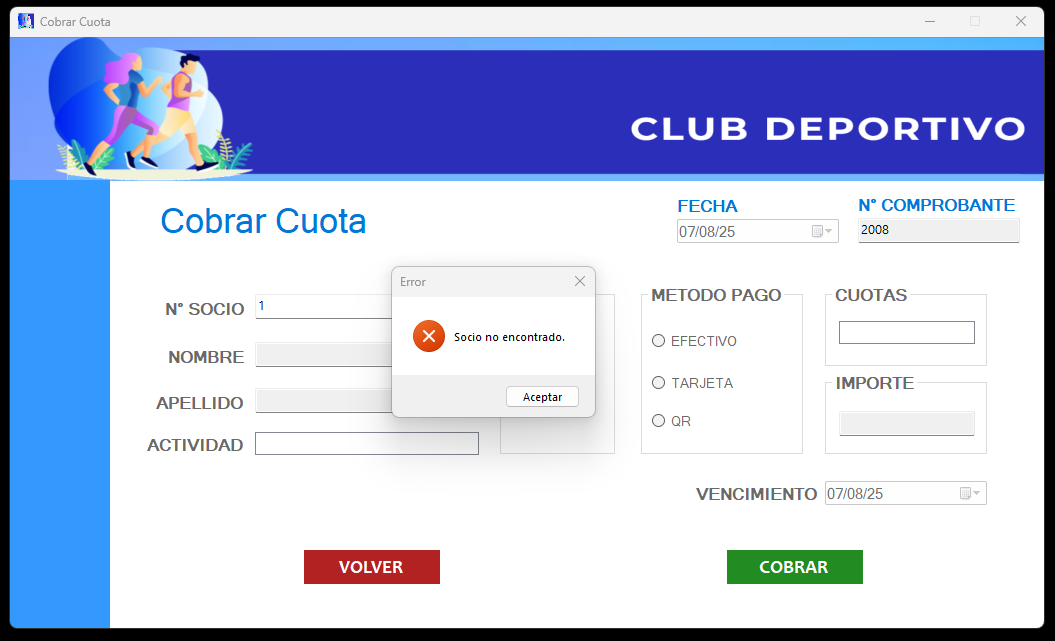 Cobrar Cuota
CLUB DEPORTIVO
Cobrar Cuota
FECHA
07/08/25
N° COMPROBANTE
2008
N° SOCIO
1
NOMBRE
APELLIDO
ACTIVIDAD
Error
Socio no encontrado.
Aceptar
METODO PAGO
EFECTIVO
TARJETA
QR
CUOTAS
IMPORTE
VENCIMIENTO
07/08/25
VOLVER
COBRAR